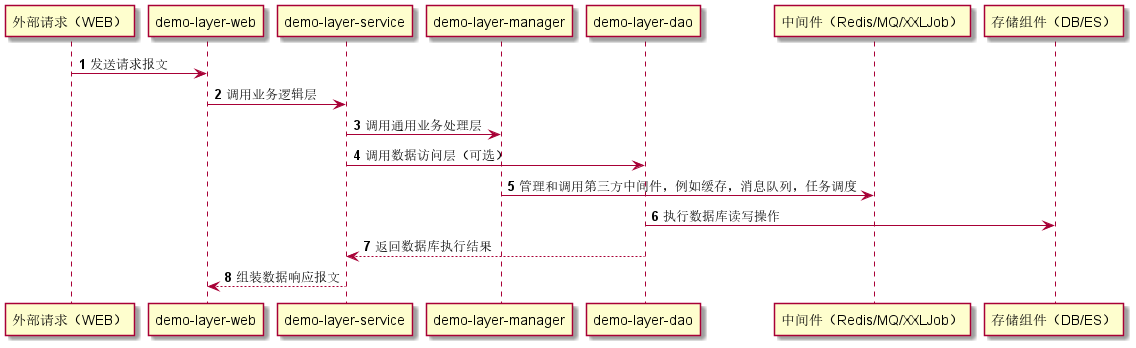 外部请求（WEB）
demo-layer-web
demo-layer-service
demo-layer-manager
demo-layer-dao
中间件（Redis/MQ/XXLJob）
存储组件（DB/ES）
1 发送请求报文
2 调用业务逻辑层
3 调用通用业务处理层
4 调用数据访问层（可选）
5 管理和调用第三方中间件，例如缓存，消息队列，任务调度
6 执行数据库读写操作
7 返回数据库执行结果
8 组装数据响应报文
外部请求（WEB）
demo-layer-web
demo-layer-service
demo-layer-manager
demo-layer-dao
中间件（Redis/MQ/XXLJob）
存储组件（DB/ES）